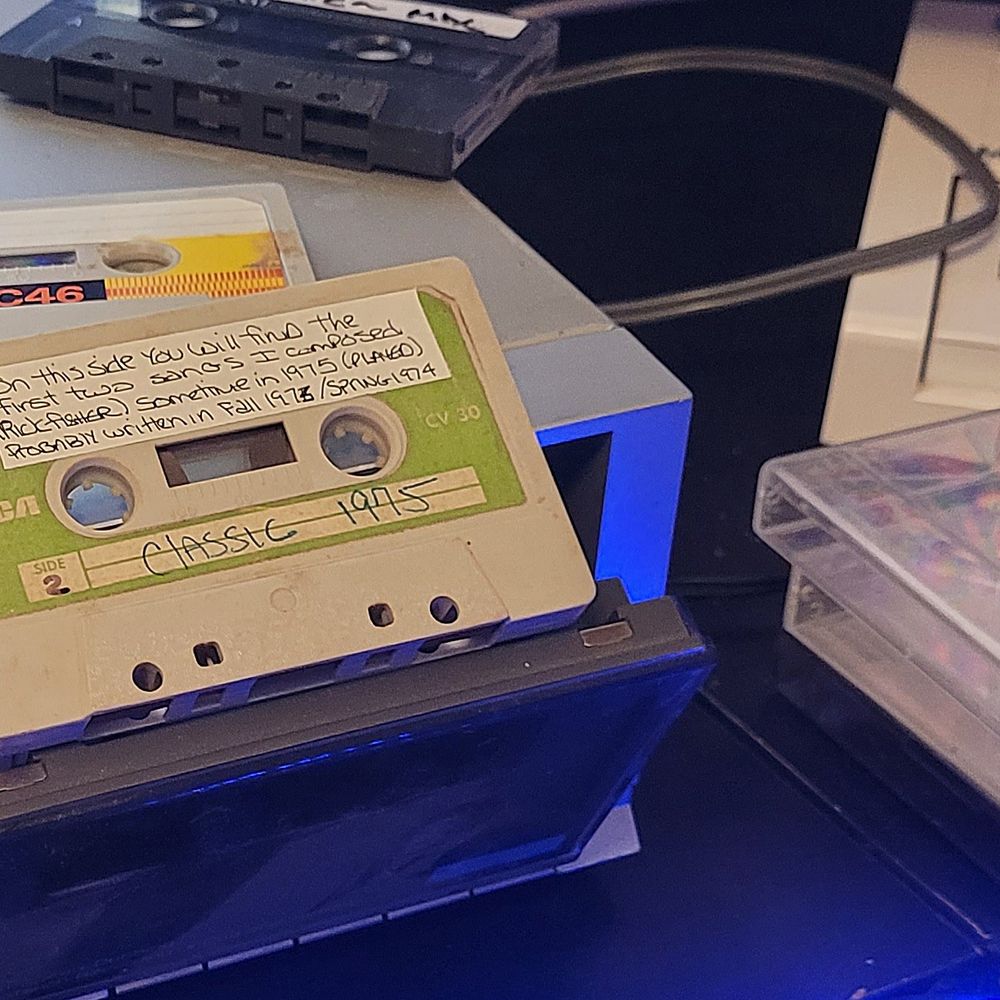 C46
On this side you will find the
first two songs I composed
(Rick Fisher) sometime in 1975 (PLAYED)
Probably written in Fall 1973/SPRING 1974
CV 30
SIDE
2
CLASSIC 1975